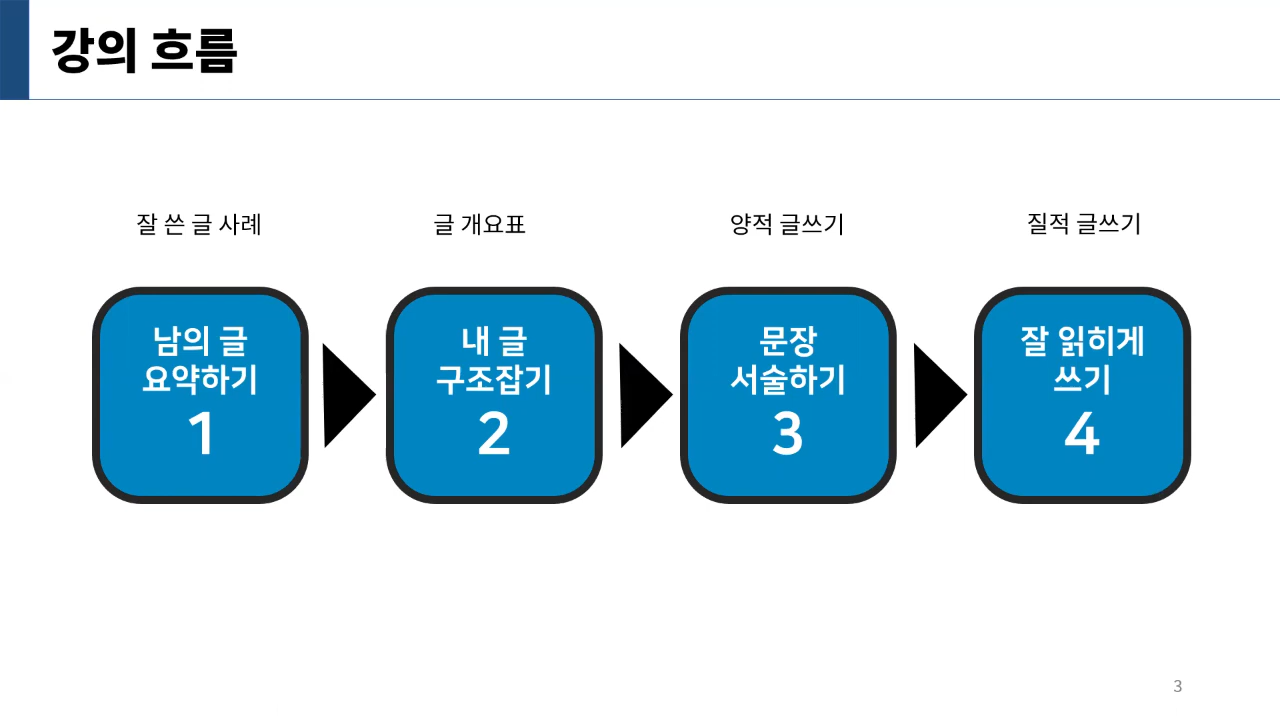 강의 흐름
잘 쓴 글 사례
글 개요표
양적 글쓰기
질적 글쓰기
남의 글
요약하기
1
내 글
구조잡기
2
문장
서술하기
3
잘 읽히게
쓰기
4
3